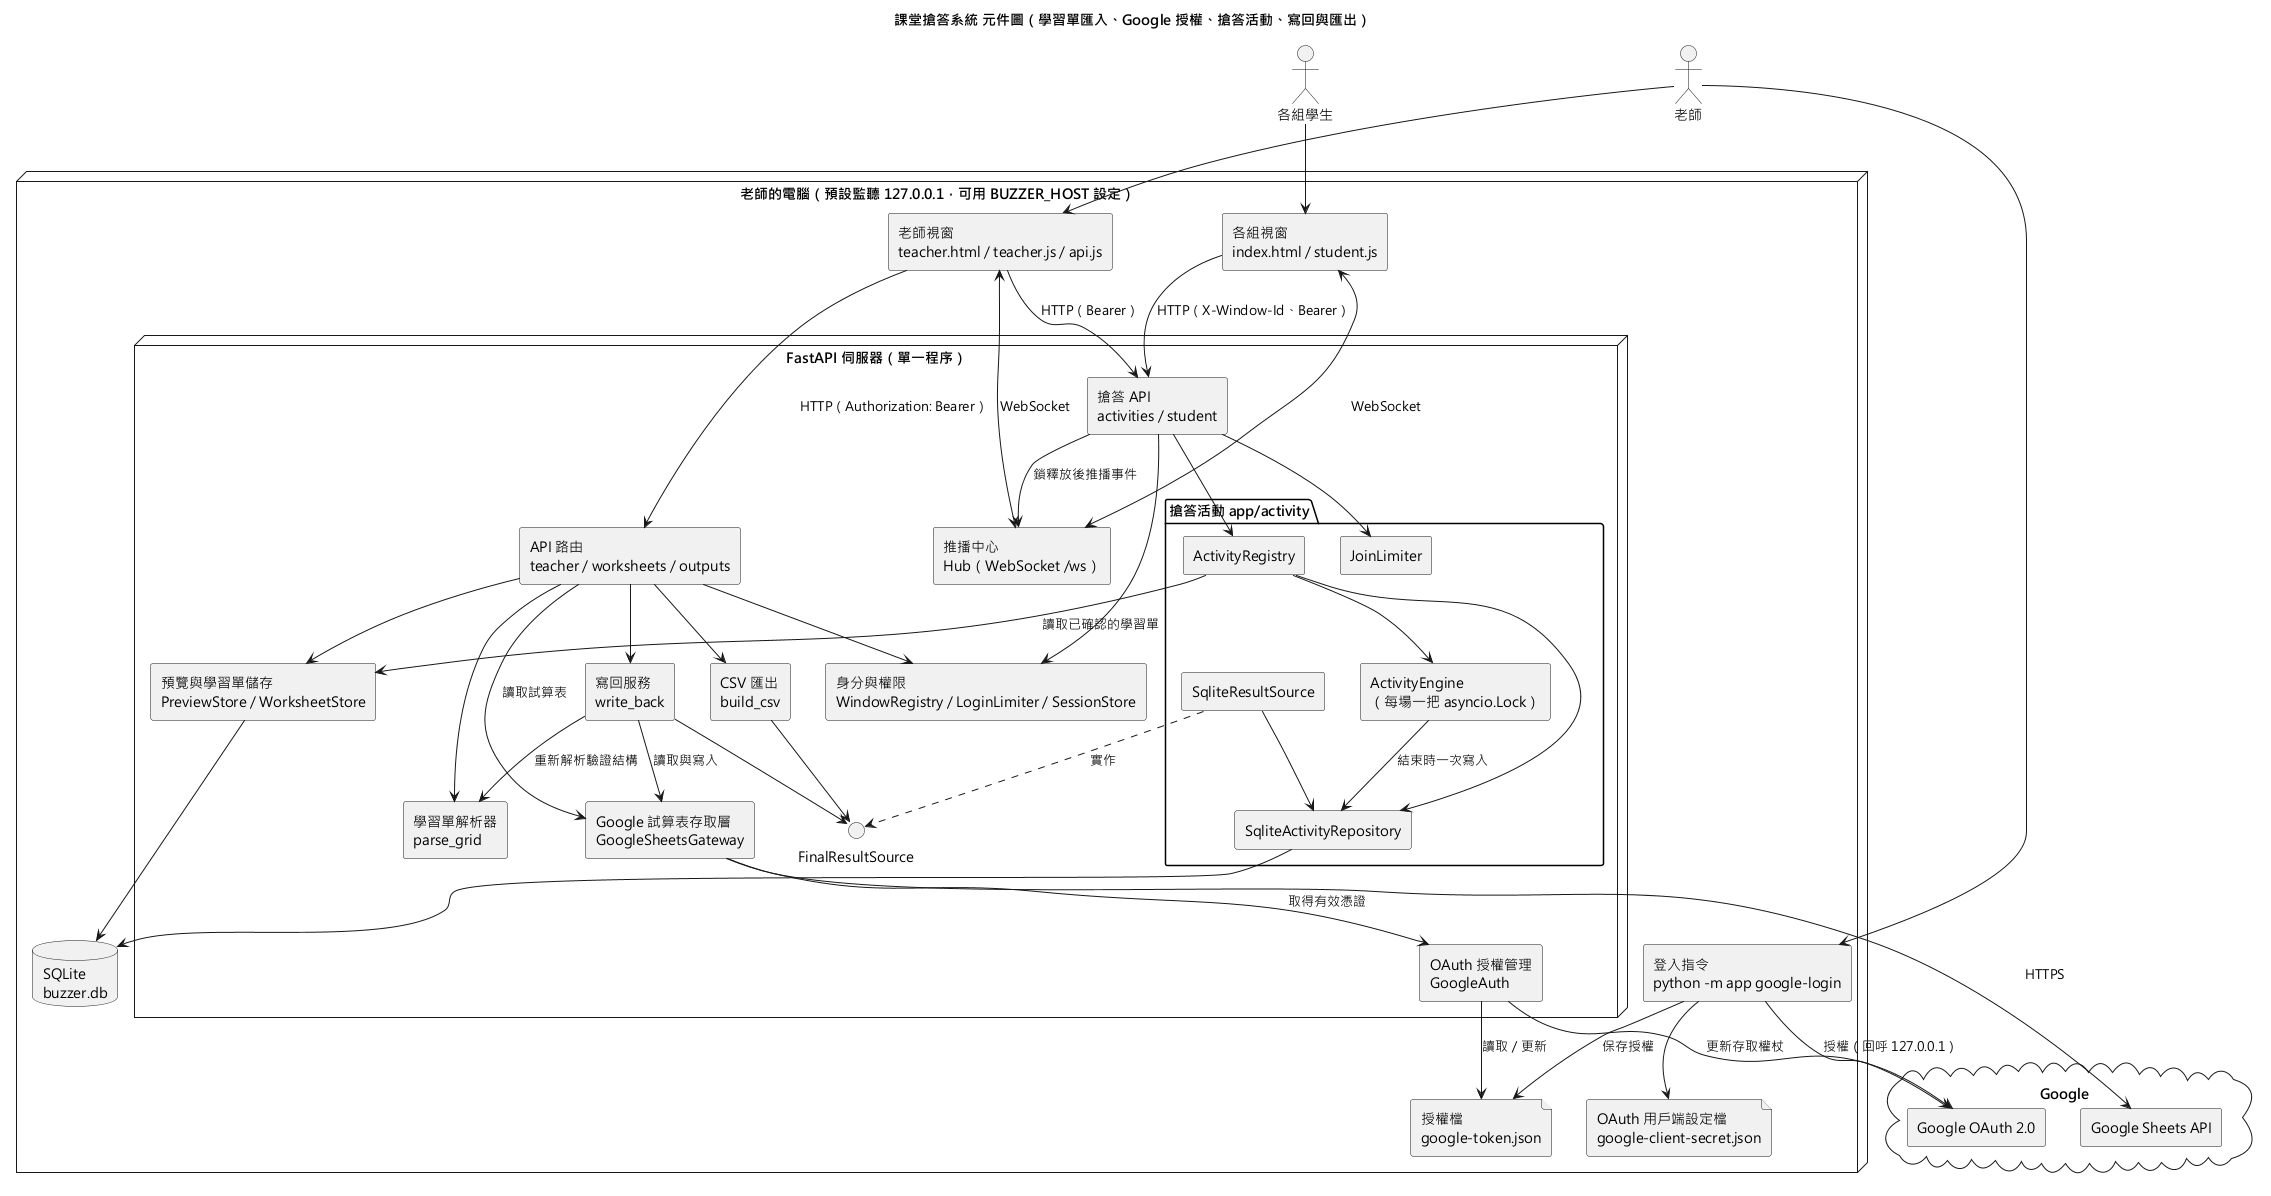 課堂搶答系統 元件圖（學習單匯入、Google 授權、搶答活動、寫回與匯出）
各組學生
老師
老師的電腦（預設監聽 127.0.0.1，可用 BUZZER_HOST 設定）
老師視窗
teacher.html / teacher.js / api.js
各組視窗
index.html / student.js
HTTP（Bearer）
HTTP（X-Window-Id、Bearer）
FastAPI 伺服器（單一程序）
搶答 API
activities / student
HTTP（Authorization: Bearer）
WebSocket
WebSocket
鎖釋放後推播事件
搶答活動 app/activity
API 路由
teacher / worksheets / outputs
推播中心
Hub（WebSocket /ws）
ActivityRegistry
JoinLimiter
讀取已確認的學習單
預覽與學習單儲存
PreviewStore / WorksheetStore
讀取試算表
寫回服務
write_back
CSV 匯出
build_csv
身分與權限
WindowRegistry / LoginLimiter / SessionStore
SqliteResultSource
ActivityEngine
（每場一把 asyncio.Lock）
重新解析驗證結構
讀取與寫入
實作
結束時一次寫入
學習單解析器
parse_grid
Google 試算表存取層
GoogleSheetsGateway
FinalResultSource
SqliteActivityRepository
取得有效憑證
SQLite
buzzer.db
OAuth 授權管理
GoogleAuth
登入指令
python -m app google-login
HTTPS
讀取 / 更新
保存授權
更新存取權杖
授權（回呼 127.0.0.1）
Google
授權檔
google-token.json
OAuth 用戶端設定檔
google-client-secret.json
Google OAuth 2.0
Google Sheets API